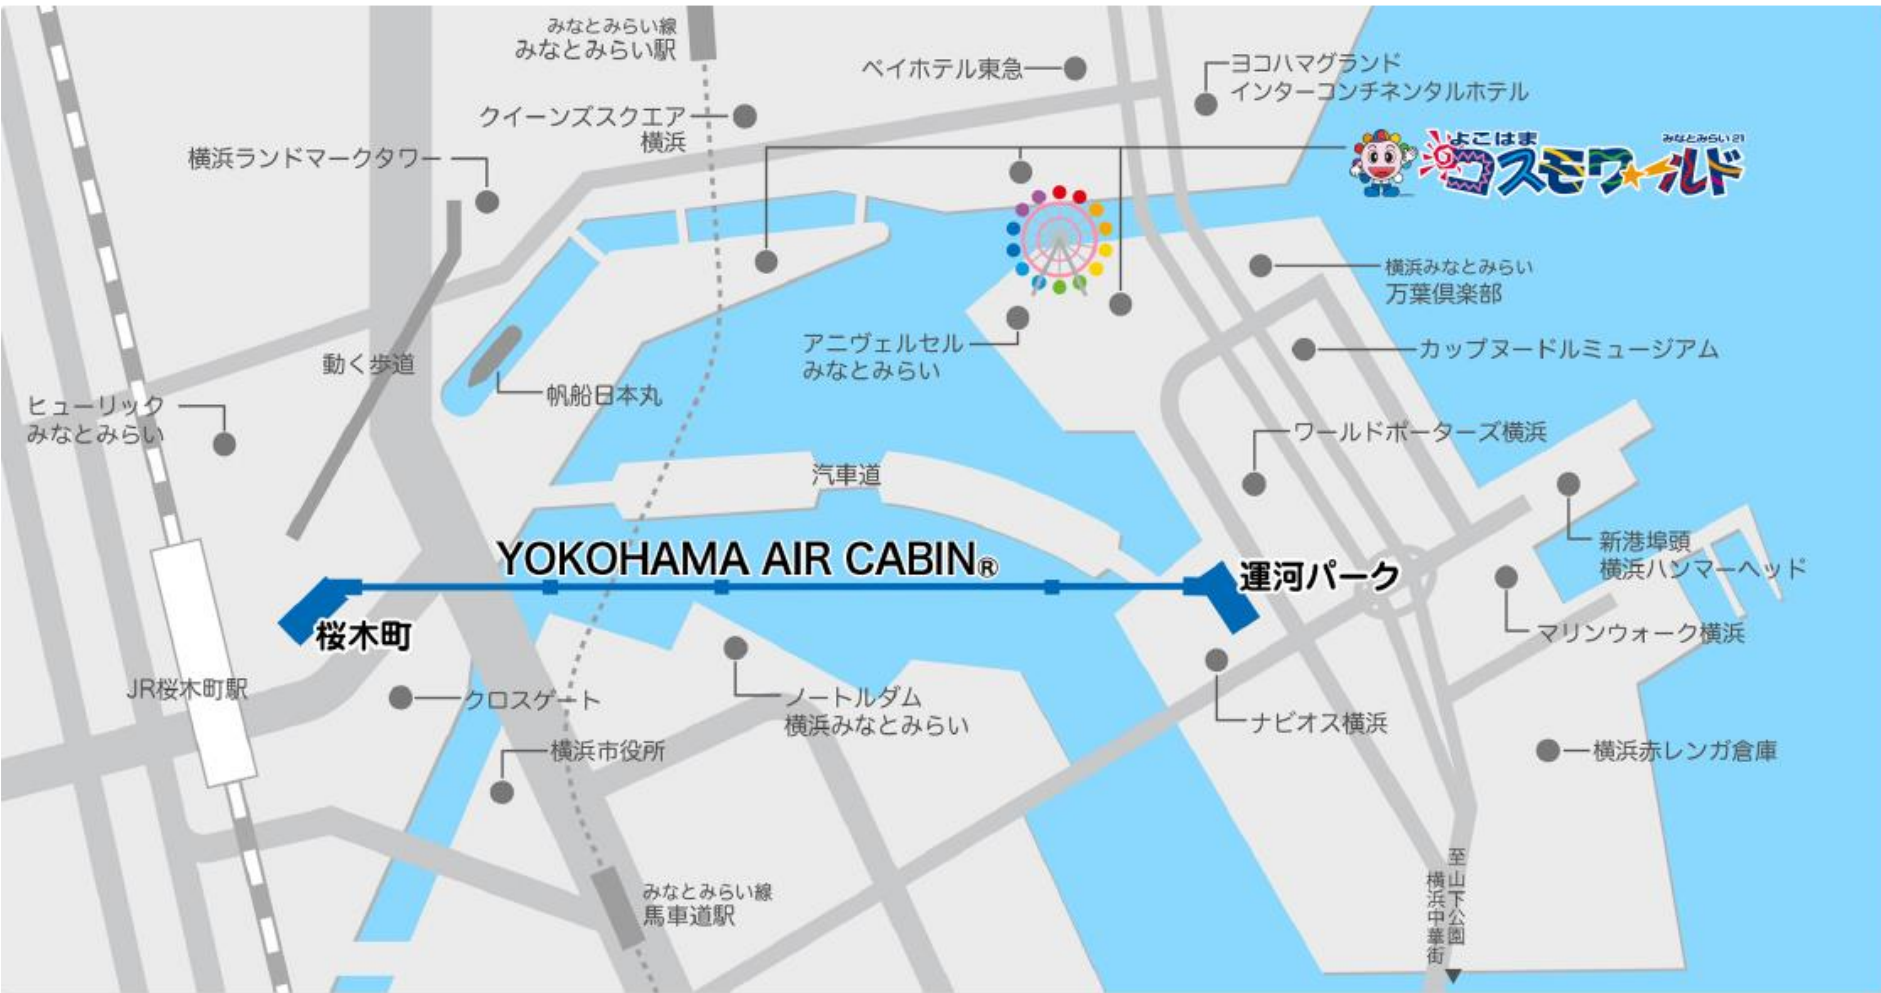 みなとみらい線
みなとみらい駅
ベイホテル東急
ヨコハマグランド
インターコンチネンタルホテル
クイーンズスクエア
横浜
横浜ランドマークタワー
みなとみらい21
よこはま
コスモワールド
横浜みなとみらい
万葉倶楽部
アニヴェルセル
みなとみらい
カップヌードルミュージアム
動く歩道
帆船日本丸
ヒューリック
みなとみらい
ワールドポーターズ横浜
汽車道
新港埠頭
横浜ハンマーヘッド
YOKOHAMA AIR CABIN®
運河パーク
桜木町
マリンウォーク横浜
JR桜木町駅
クロスゲート
ノートルダム
横浜みなとみらい
ナビオス横浜
横浜市役所
横浜赤レンガ倉庫
みなとみらい線
馬車道駅
至山下公園
横浜中華街